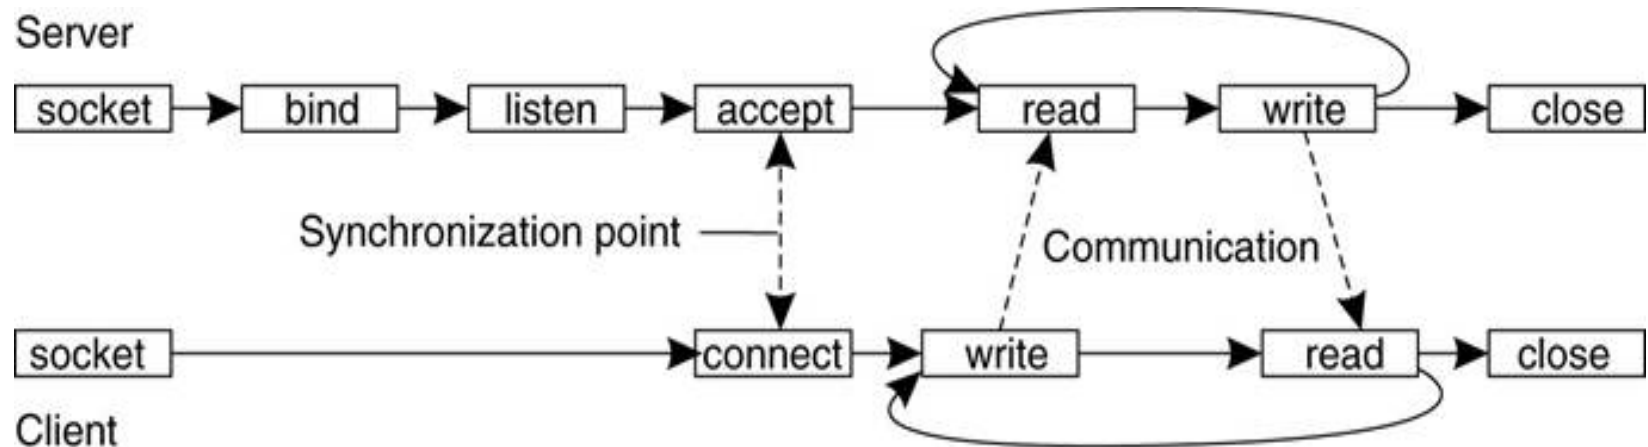 Server
socket bind listen accept read write close
Synchronization point
Communication
socket connect write read close
Client